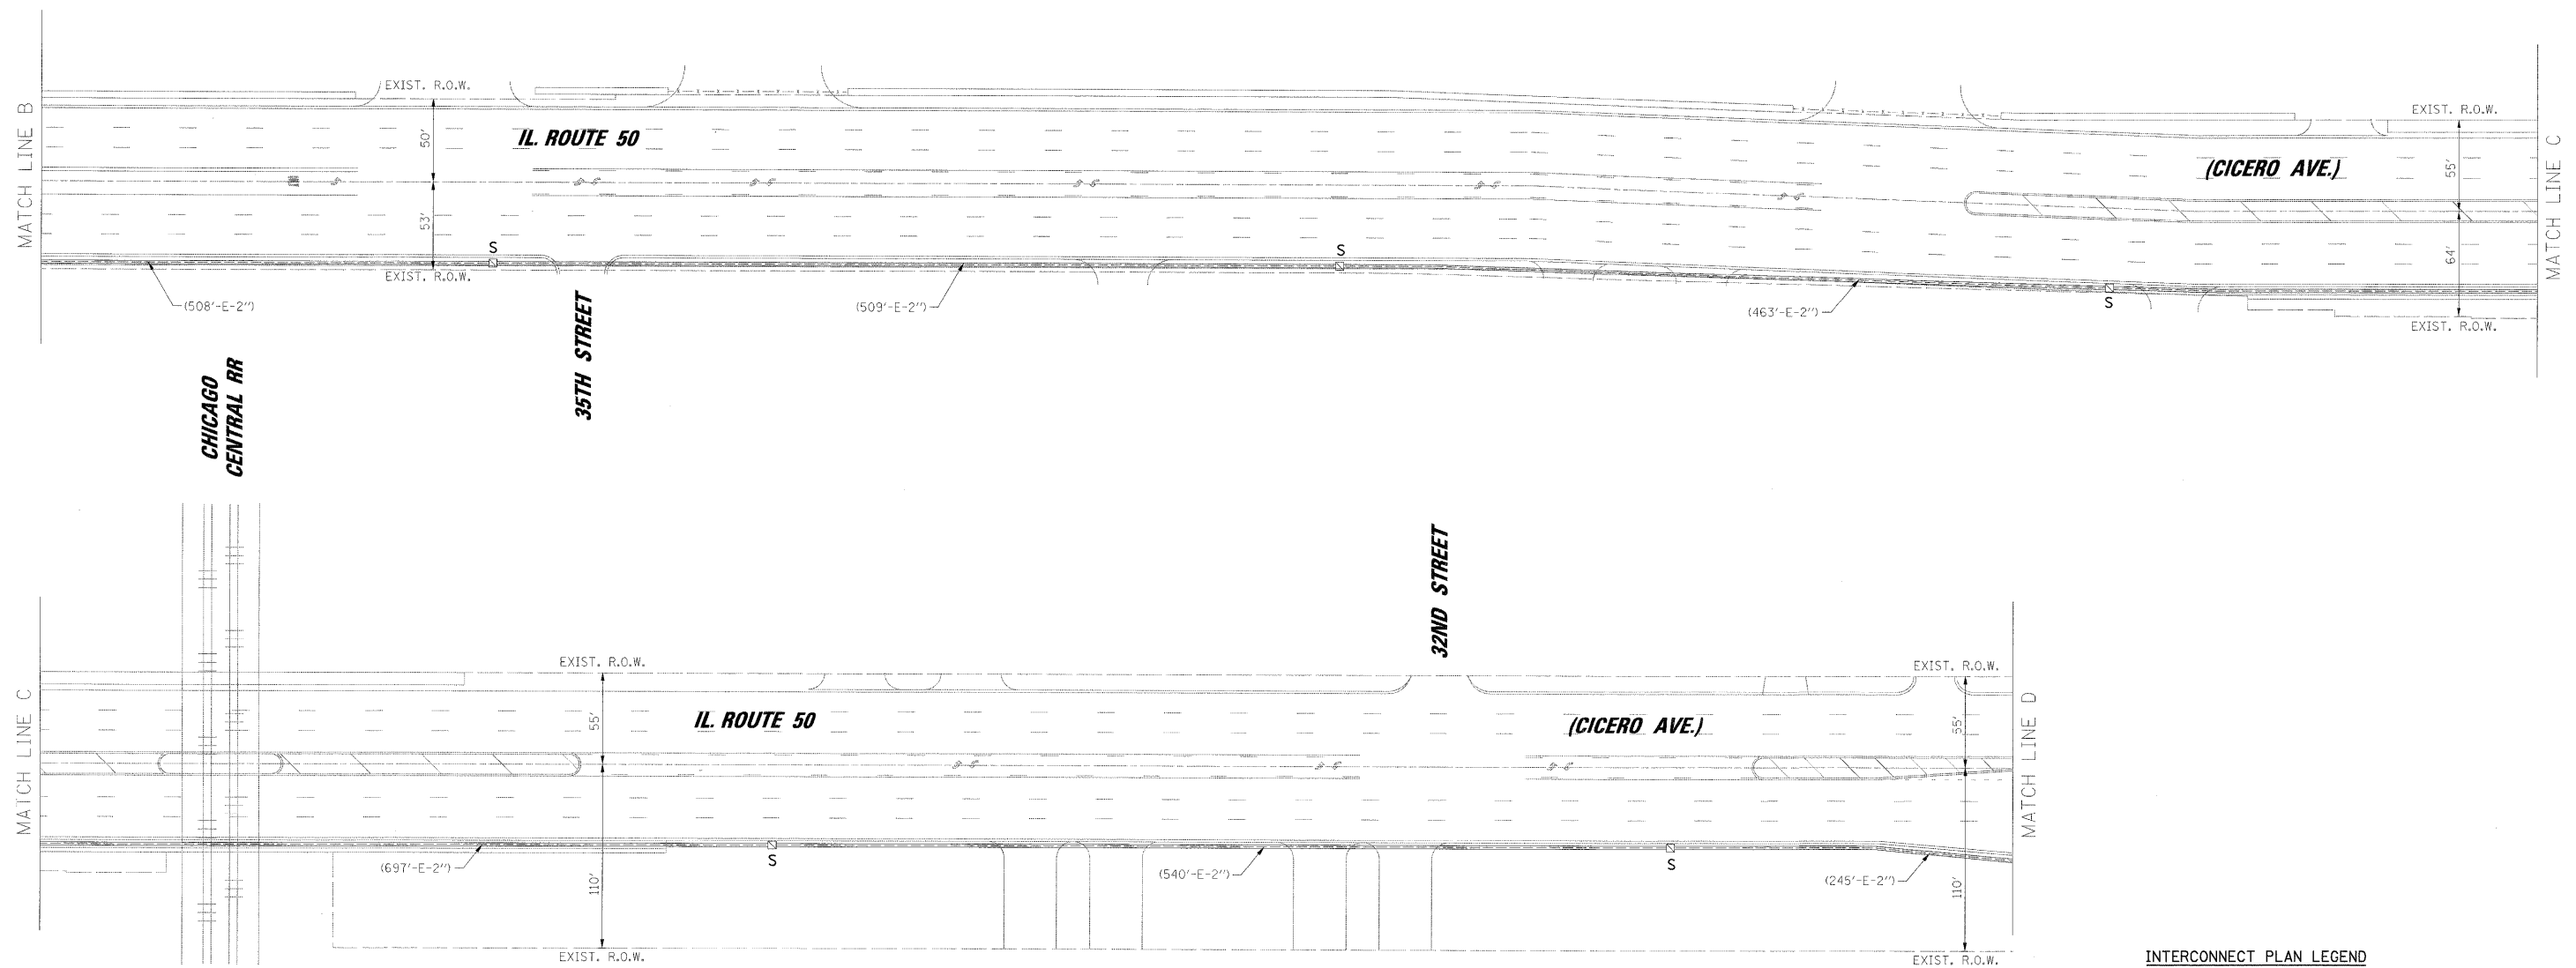 MATCH LINE B
EXIST. R.O.W.
50'
53'
IL. ROUTE 50
EXIST. R.O.W.
S
S
S
(508'-E-2")
(509'-E-2")
(463'-E-2")
35TH STREET
EXIST. R.O.W.
(CICERO AVE.)
55'
64'
EXIST. R.O.W.
MATCH LINE C
CHICAGO
CENTRAL RR
MATCH LINE C
EXIST. R.O.W.
55'
110'
IL. ROUTE 50
(697'-E-2")
S
EXIST. R.O.W.
32ND STREET
(540'-E-2")
(CICERO AVE.)
S
EXIST. R.O.W.
55'
110'
(245'-E-2")
EXIST. R.O.W.
MATCH LINE D
INTERCONNECT PLAN LEGEND